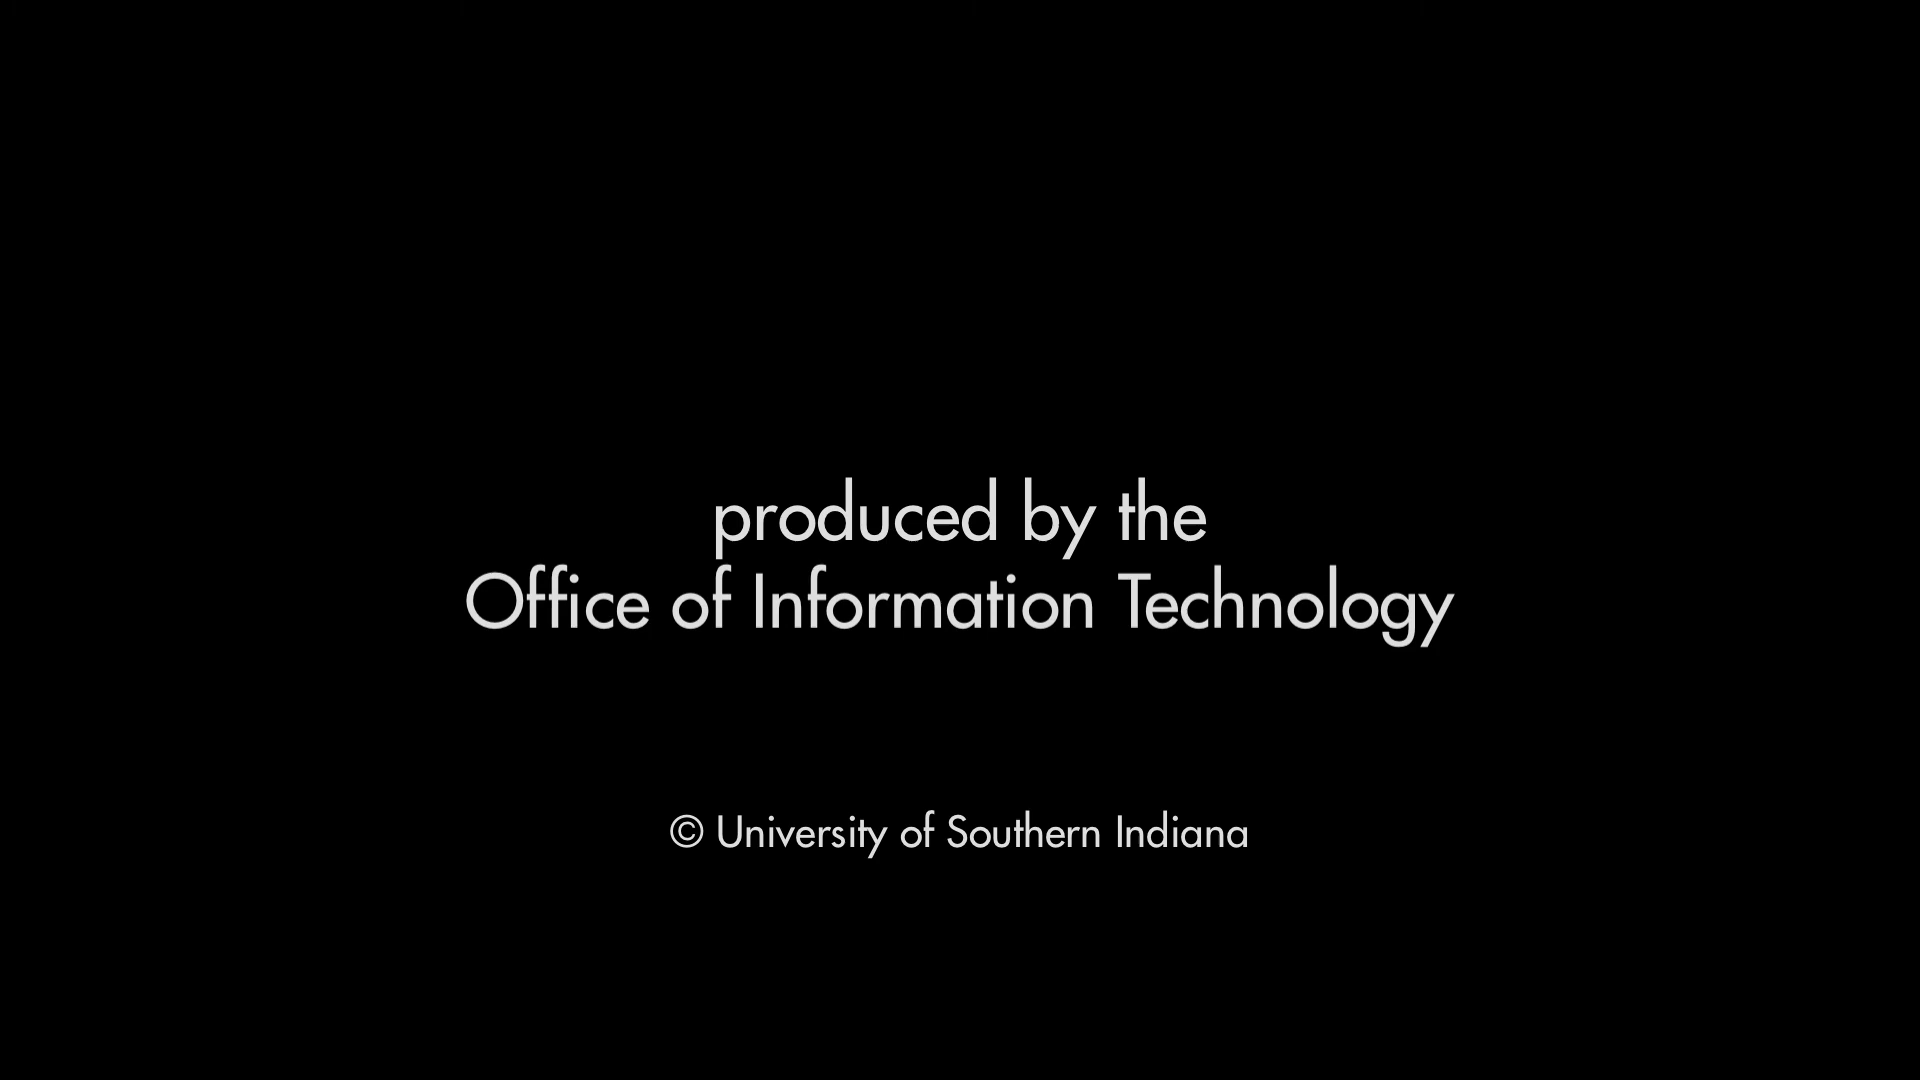 produced by the
Office of Information Technology
© University of Southern Indiana